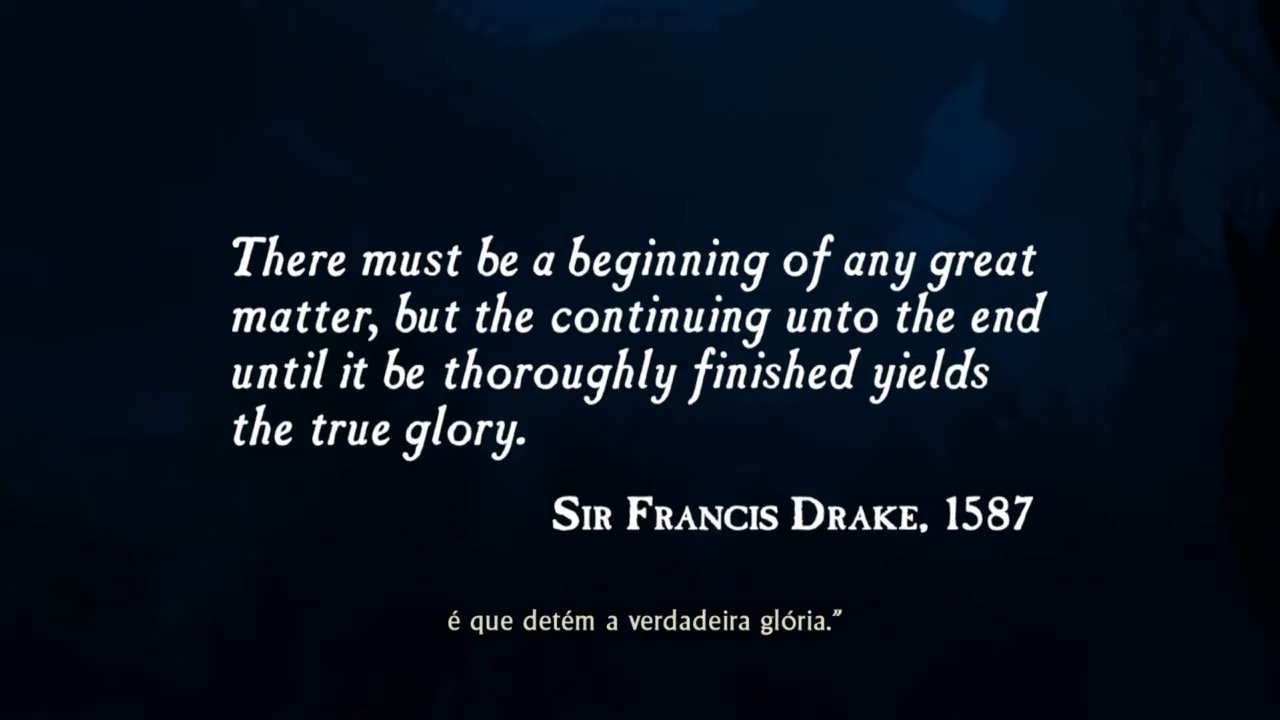 There must be a beginning of any great
matter, but the continuing unto the end
until it be thoroughly finished yields
the true glory.
Sir Francis Drake, 1587
é que detém a verdadeira glória.”